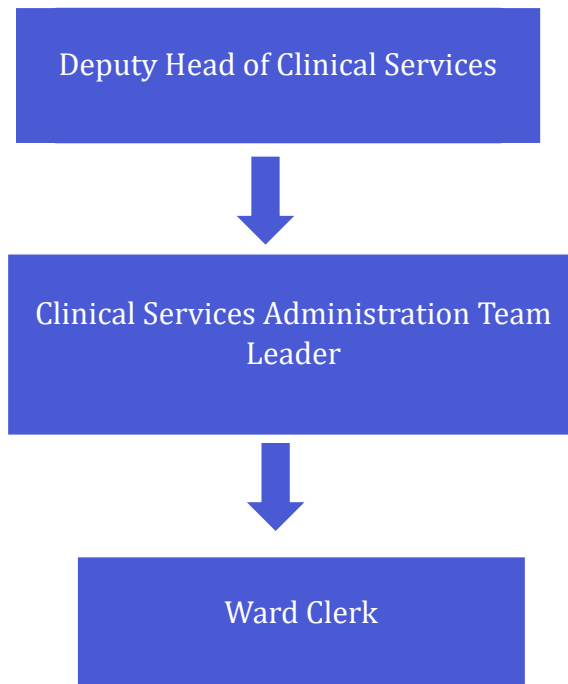 Deputy Head of Clinical Services
Clinical Services Administration Team
Leader
Ward Clerk